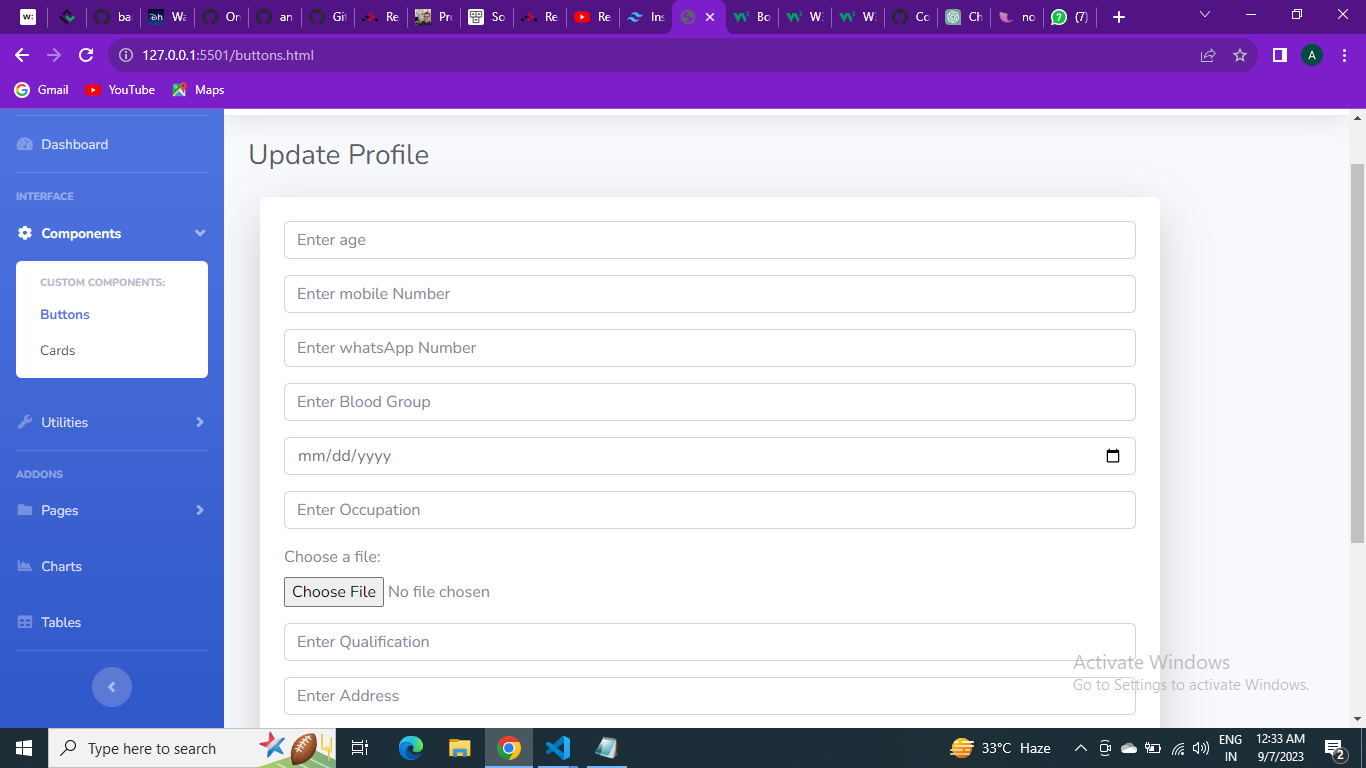 w:
ba
Wa
On
an
Git
Re
Pro
So
Re
Re
Ins
Bo
W
W
Co
Ch
no
(7)
127.0.0.1:5501/buttons.html
A
Gmail
YouTube
Maps
Dashboard
INTERFACE
Components
CUSTOM COMPONENTS:
Buttons
Cards
Utilities
ADDONS
Pages
Charts
Tables
Update Profile
Enter age
Enter mobile Number
Enter whatsApp Number
Enter Blood Group
mm/dd/yyyy
Enter Occupation
Choose a file:
Choose File No file chosen
Enter Qualification
Enter Address
Activate Windows
Go to Settings to activate Windows.
Type here to search
33°C Haze
ENG
IN
12:33 AM
9/7/2023
2